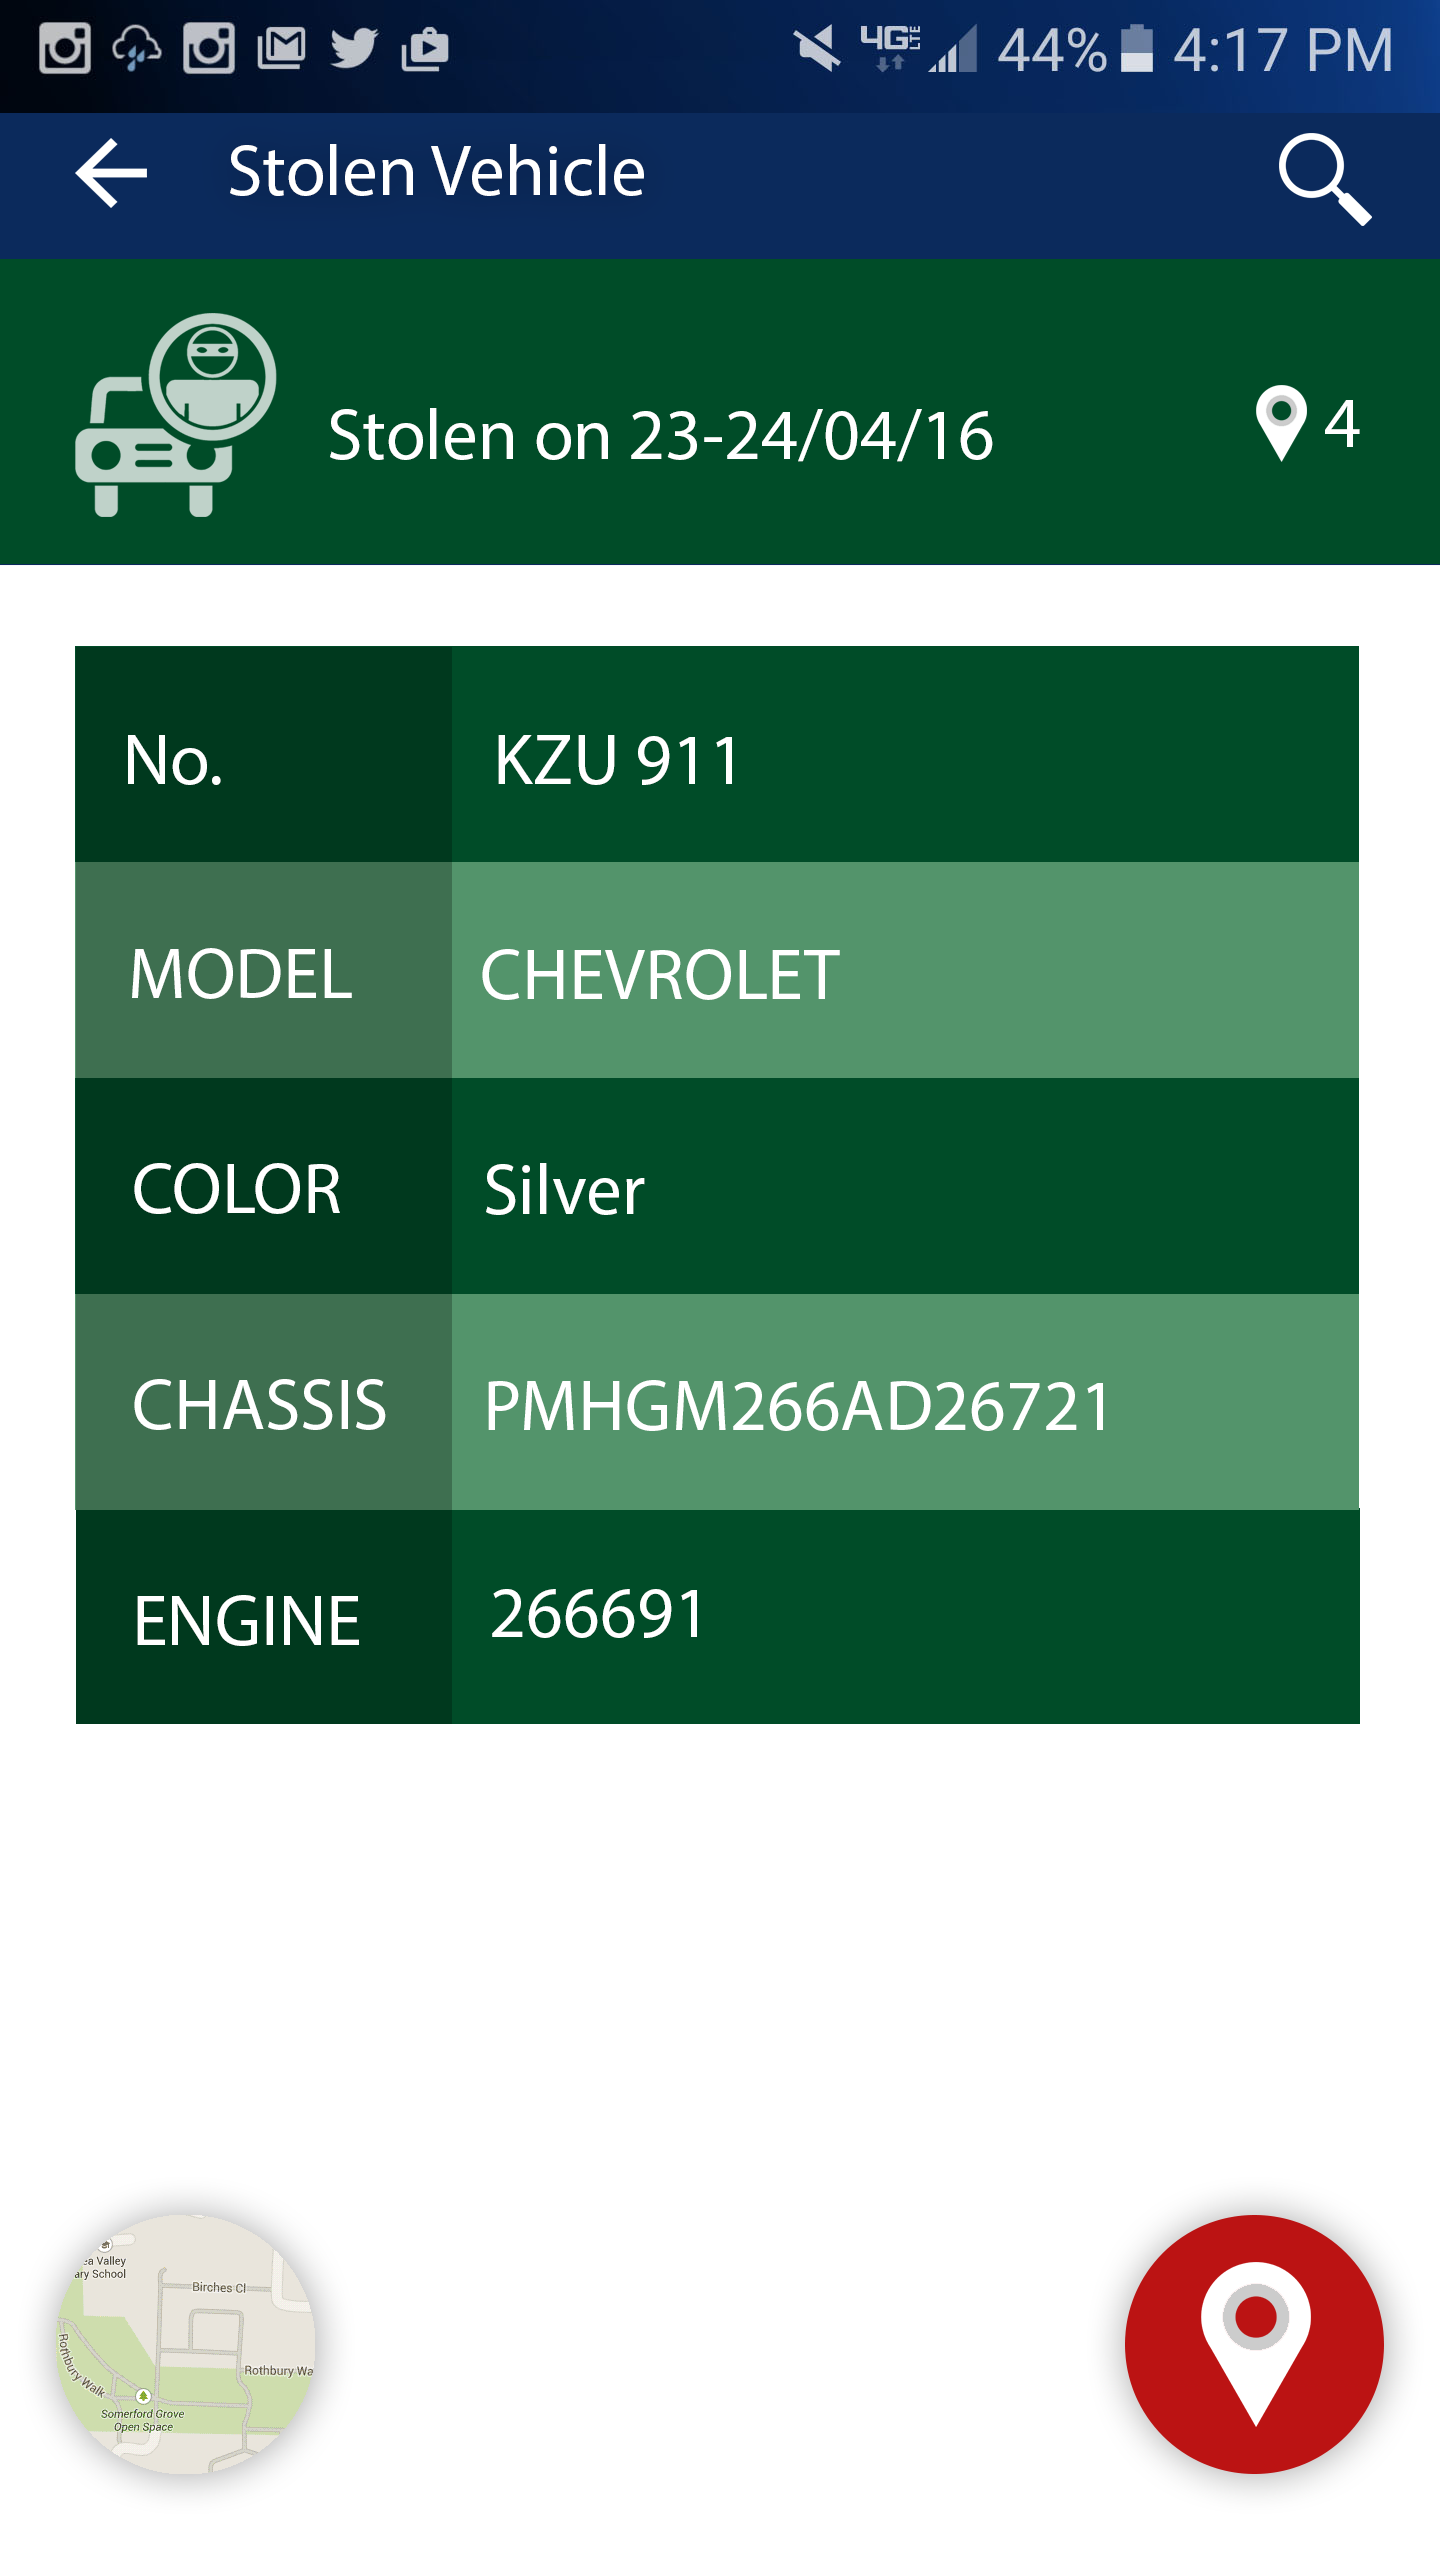 4G LTE 44% 4:17 PM
Stolen Vehicle
Stolen on 23-24/04/16 4
No. KZU 911
MODEL CHEVROLET
COLOR Silver
CHASSIS PMHGM266AD26721
ENGINE 266691
ea Valley
ary School
Birches Cl
Rothbury Walk
Rothbury Wa
Somerford Grove
Open Space